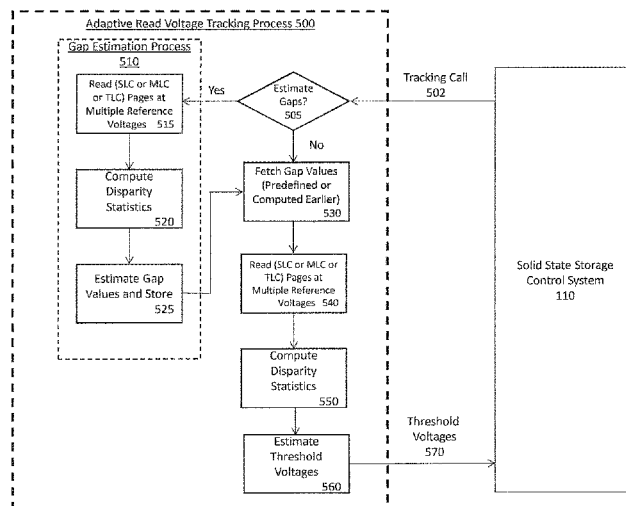 Adaptive Read Voltage Tracking Process 500
Gap Estimation Process
510
Read (SLC or MLC
or TLC) Pages at
Multiple Reference
Voltages 515
Compute
Disparity
Statistics
520
Estimate Gap
Values and Store
525
Yes
Estimate
Gaps?
505
No
Fetch Gap Values
(Predefined or
Computed Earlier)
530
Read (SLC or MLC or
TLC) Pages at
Multiple Reference
Voltages 540
Compute
Disparity
Statistics
550
Estimate
Threshold
Voltages
560
Tracking Call
502
Threshold
Voltages
570
Solid State Storage
Control System
110